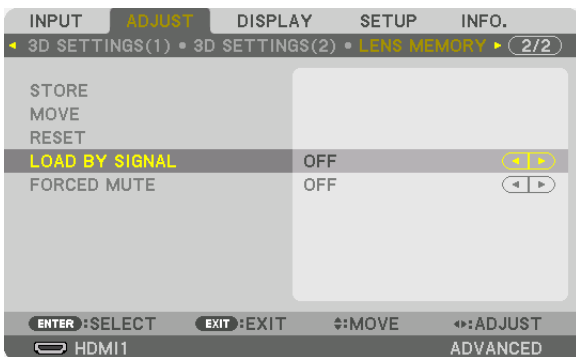 INPUT ADJUST DISPLAY SETUP INFO.
3D SETTINGS(1) • 3D SETTINGS(2) • LENS MEMORY 2/2
STORE
MOVE
RESET
LOAD BY SIGNAL OFF
FORCED MUTE OFF
ENTER :SELECT EXIT :EXIT :MOVE :ADJUST
HDMI1 ADVANCED